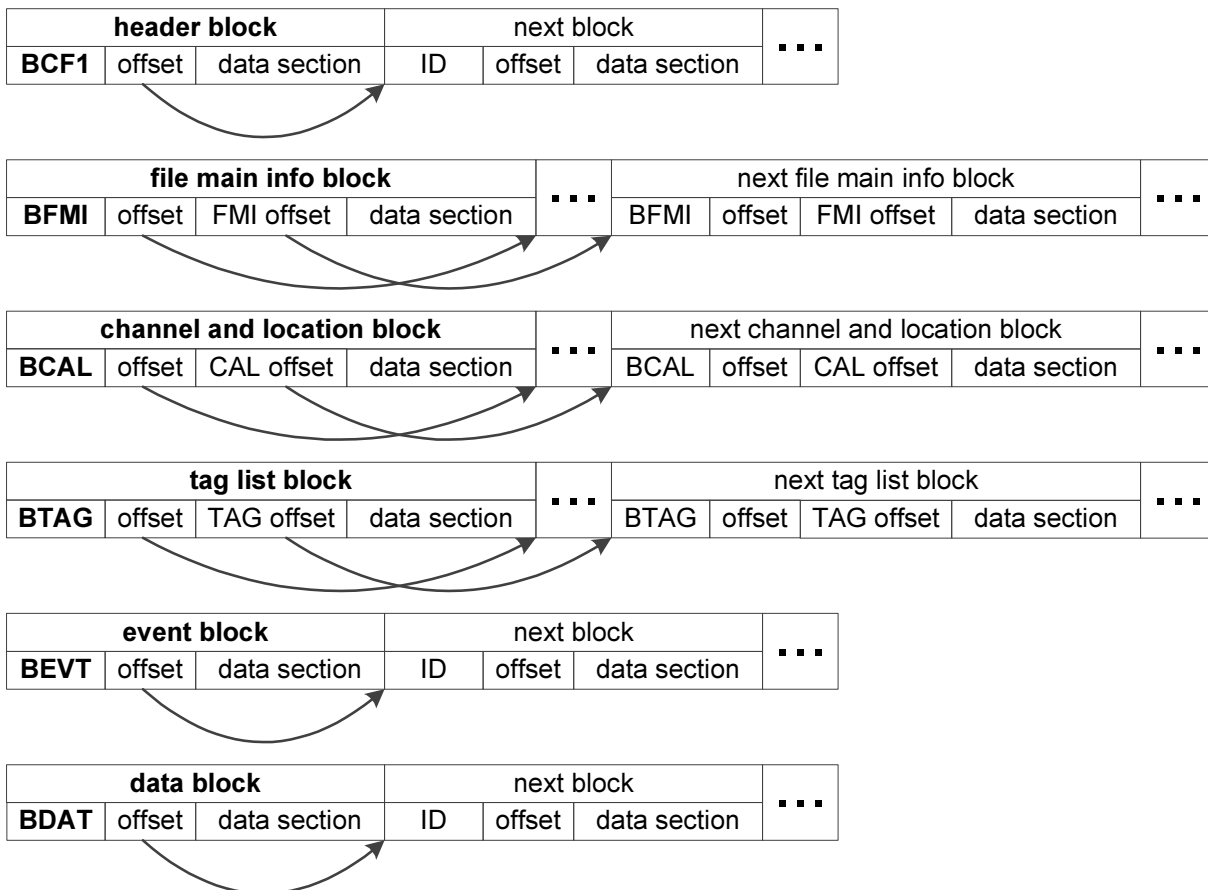 header block next block ...
BCF1 offset data section ID offset data section
file main info block ... next file main info block ...
BFMI offset FMI offset data section BFMI offset FMI offset data section
channel and location block ... next channel and location block ...
BCAL offset CAL offset data section BCAL offset CAL offset data section
tag list block ... next tag list block ...
BTAG offset TAG offset data section BTAG offset TAG offset data section
event block next block ...
BEVT offset data section ID offset data section
data block next block ...
BDAT offset data section ID offset data section